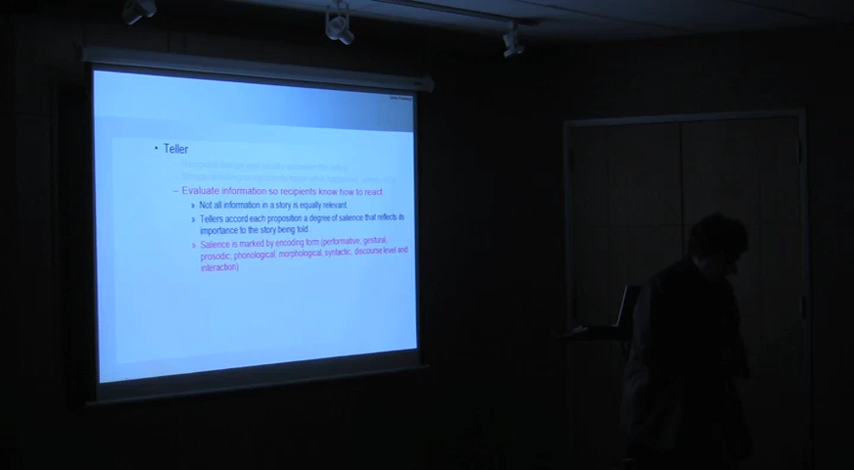 • Teller
– Evaluate information so recipients know how to react
» Not all information in a story is equally relevant.
» Tellers accord each proposition a degree of salience that reflects its
importance to the story being told.
» Salience is marked by encoding form (performative, gestural,
prosodic, phonological, morphological, syntactic, discourse level and
interaction)